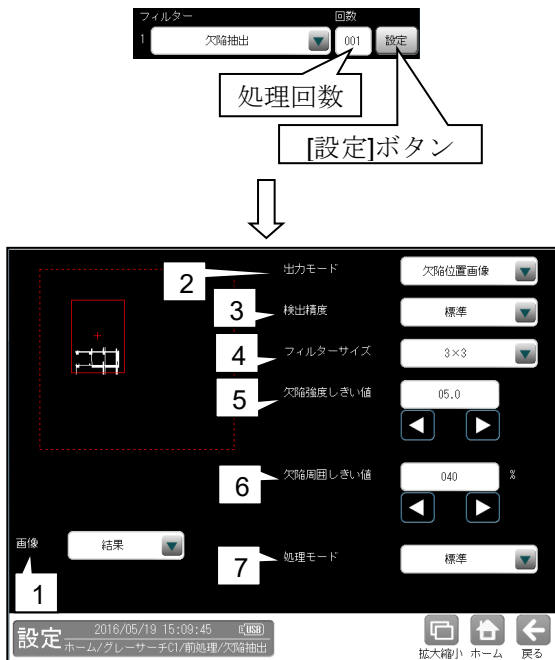 フィルター 回数
1 欠陥抽出 001 設定
処理回数
[設定]ボタン
2 出力モード 欠陥位置画像
3 検出精度 標準
4 フィルターサイズ 3×3
5 欠陥強度しきい値 05.0
6 欠陥周囲しきい値 040 %
画像 結果
7 処理モード 標準
1
設定 2016/05/19 15:09:45 USB
ホーム/グレーサーチC1/前処理/欠陥抽出
拡大縮小 ホーム 戻る